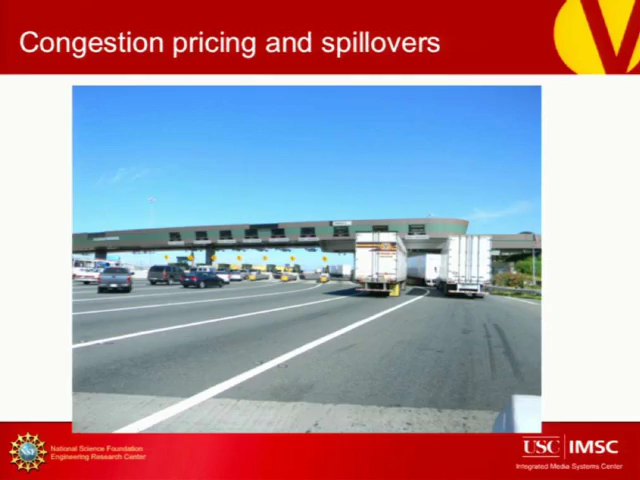 Congestion pricing and spillovers
National Science Foundation
Engineering Research Center
USC IMSC
Integrated Media Systems Center